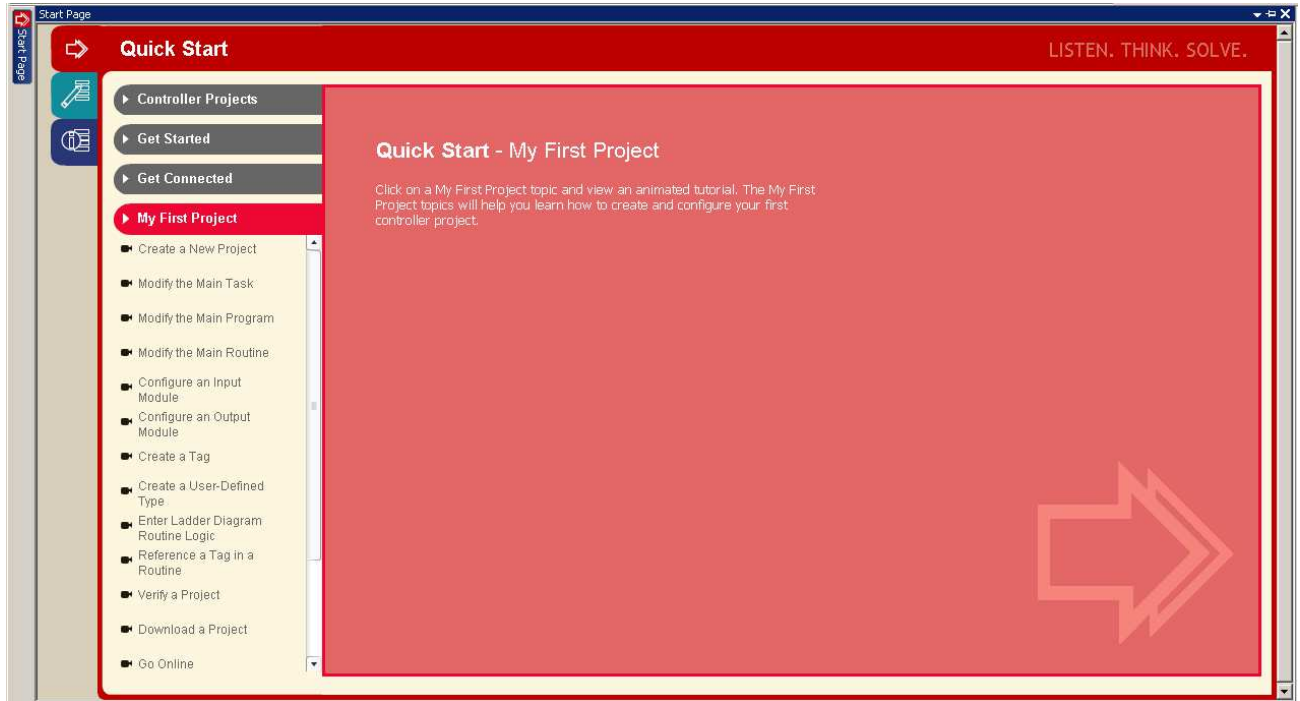 Start Page
Start Page
Quick Start
LISTEN. THINK. SOLVE.
Controller Projects
Get Started
Get Connected
My First Project
Create a New Project
Modify the Main Task
Modify the Main Program
Modify the Main Routine
Configure an Input
Module
Configure an Output
Module
Create a Tag
Create a User-Defined
Type
Enter Ladder Diagram
Routine Logic
Reference a Tag in a
Routine
Verify a Project
Download a Project
Go Online
Quick Start - My First Project
Click on a My First Project topic and view an animated tutorial. The My First
Project topics will help you learn how to create and configure your first
controller project.